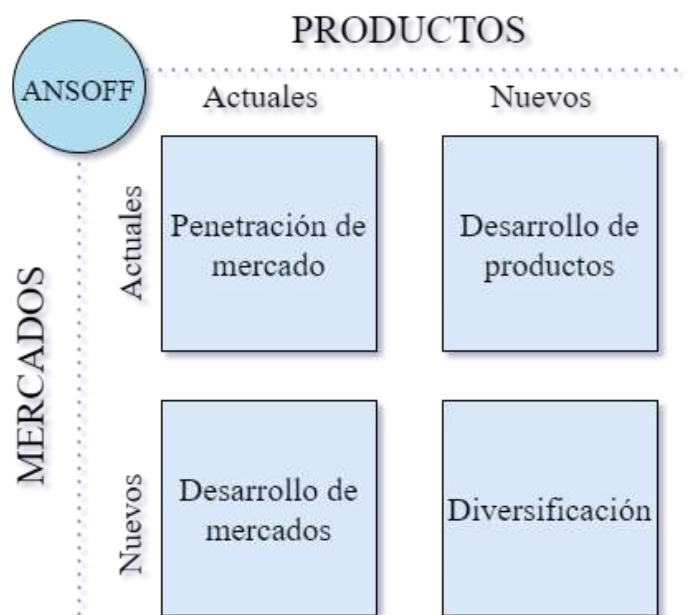 PRODUCTOS
ANSOFF
Actuales
Nuevos
MERCADOS
Actuales
Penetración de
mercado
Desarrollo de
productos
Nuevos
Desarrollo de
mercados
Diversificación